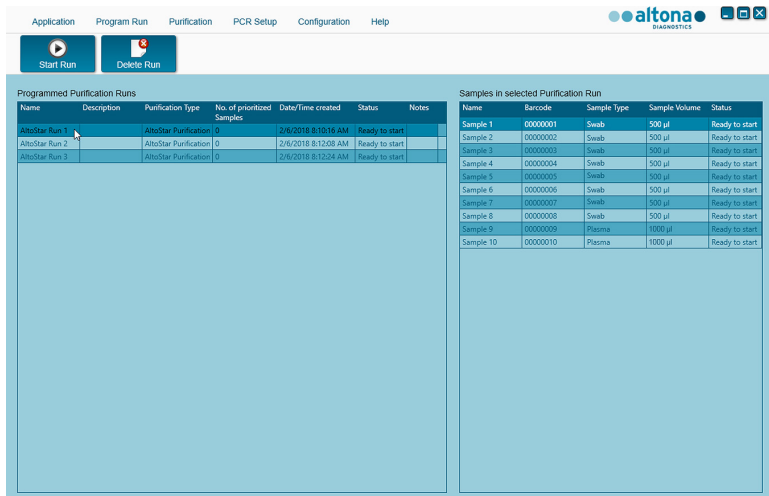 Application Program Run Purification PCR Setup Configuration Help
altona
DIAGNOSTICS
Start Run Delete Run
Programmed Purification Runs
Name Description Purification Type No. of prioritized Samples Date/Time created Status Notes
AltoStar Run 1 AltoStar Purification 0 2/6/2018 8:10:16 AM Ready to start
AltoStar Run 2 AltoStar Purification 0 2/6/2018 8:12:08 AM Ready to start
AltoStar Run 3 AltoStar Purification 0 2/6/2018 8:12:24 AM Ready to start
Samples in selected Purification Run
Name Barcode Sample Type Sample Volume Status
Sample 1 00000001 Swab 500 µl Ready to start
Sample 2 00000002 Swab 500 µl Ready to start
Sample 3 00000003 Swab 500 µl Ready to start
Sample 4 00000004 Swab 500 µl Ready to start
Sample 5 00000005 Swab 500 µl Ready to start
Sample 6 00000006 Swab 500 µl Ready to start
Sample 7 00000007 Swab 500 µl Ready to start
Sample 8 00000008 Swab 500 µl Ready to start
Sample 9 00000009 Plasma 1000 µl Ready to start
Sample 10 00000010 Plasma 1000 µl Ready to start